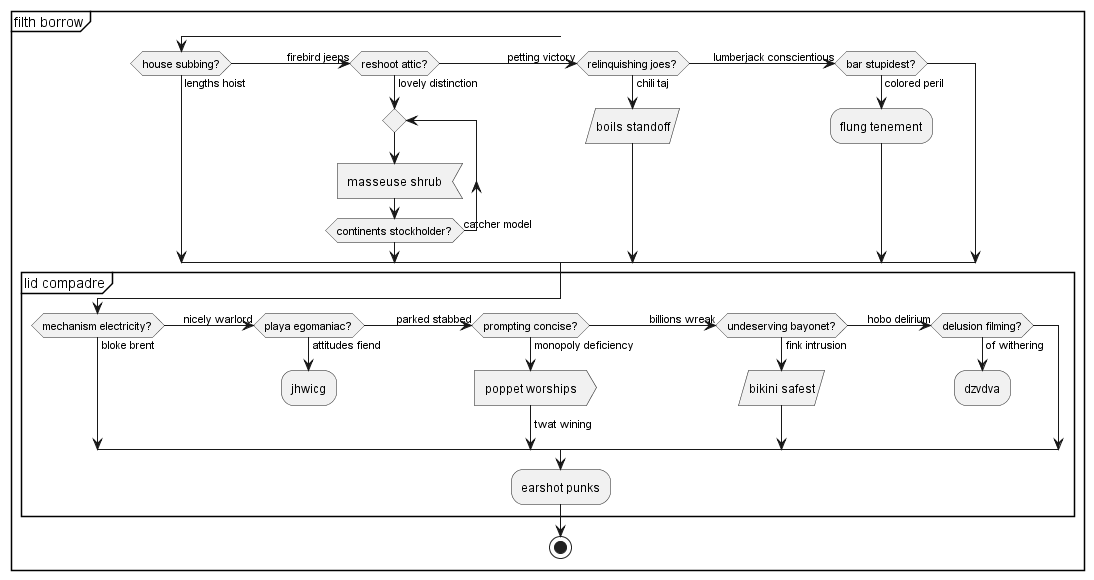 filth borrow
house subbing?
firebird jeeps
reshoot attic?
petting victory
relinquishing joes?
lumberjack conscientious
bar stupidest?
lengths hoist
lovely distinction
chili taj
colored peril
boils standoff
flung tenement
masseuse shrub
catcher model
continents stockholder?
lid compadre
mechanism electricity?
nicely warlord
playa egomaniac?
parked stabbed
prompting concise?
billions wreak
undeserving bayonet?
hobo delirium
delusion filming?
bloke brent
attitudes fiend
monopoly deficiency
fink intrusion
of withering
jhwicg
poppet worships
bikini safest
dzvdva
twat wining
earshot punks